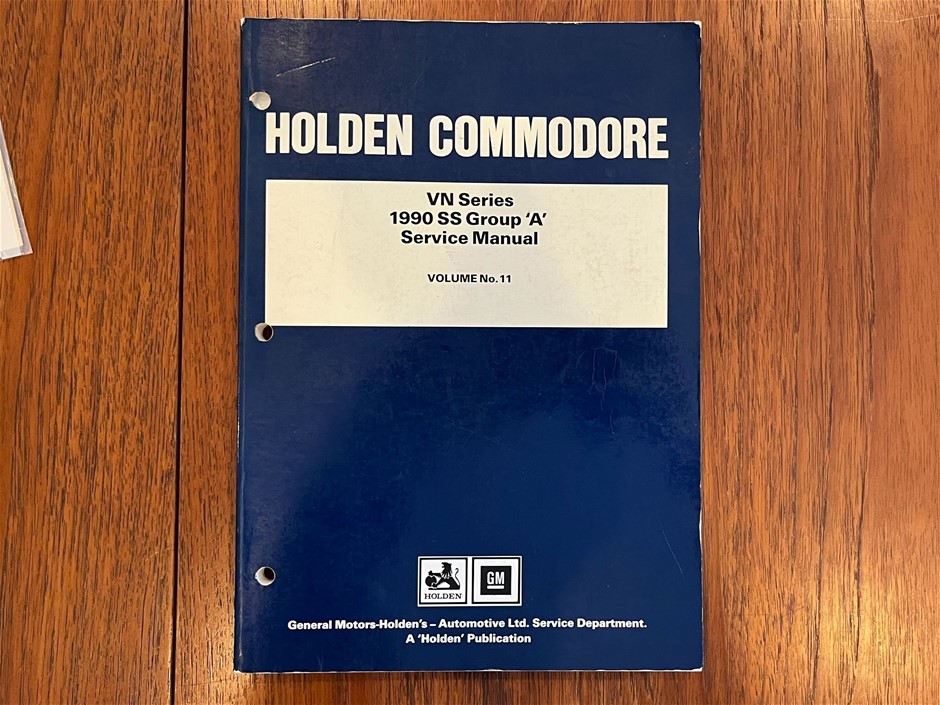 HOLDEN COMMODORE
VN Series
1990 SS Group ‘A’
Service Manual
VOLUME No. 11
HOLDEN
GM
General Motors-Holden's – Automotive Ltd. Service Department.
A ‘Holden’ Publication